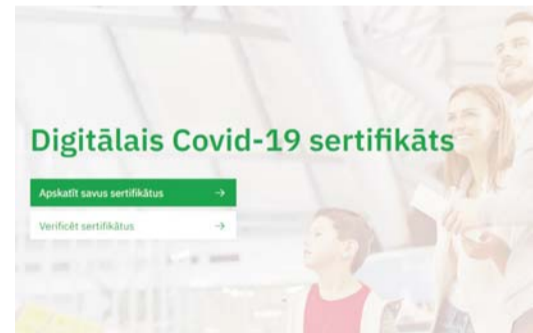 Digitālais Covid-19 sertifikāts
Apskatīt savus sertifikātus →
Verificēt sertifikātus →